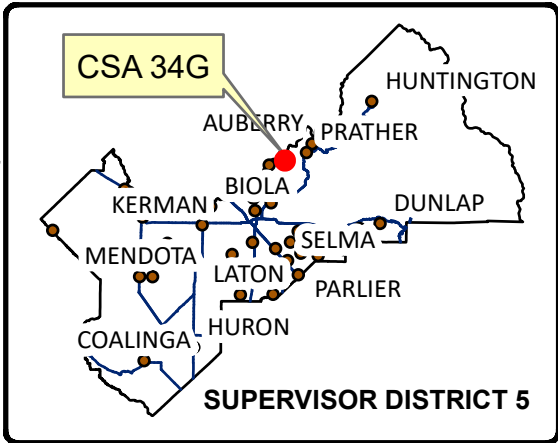 CSA 34G
HUNTINGTON
AUBERRY
PRATHER
BIOLA
KERMAN
DUNLAP
SELMA
MENDOTA
LATON
PARLIER
HURON
COALINGA
SUPERVISOR DISTRICT 5